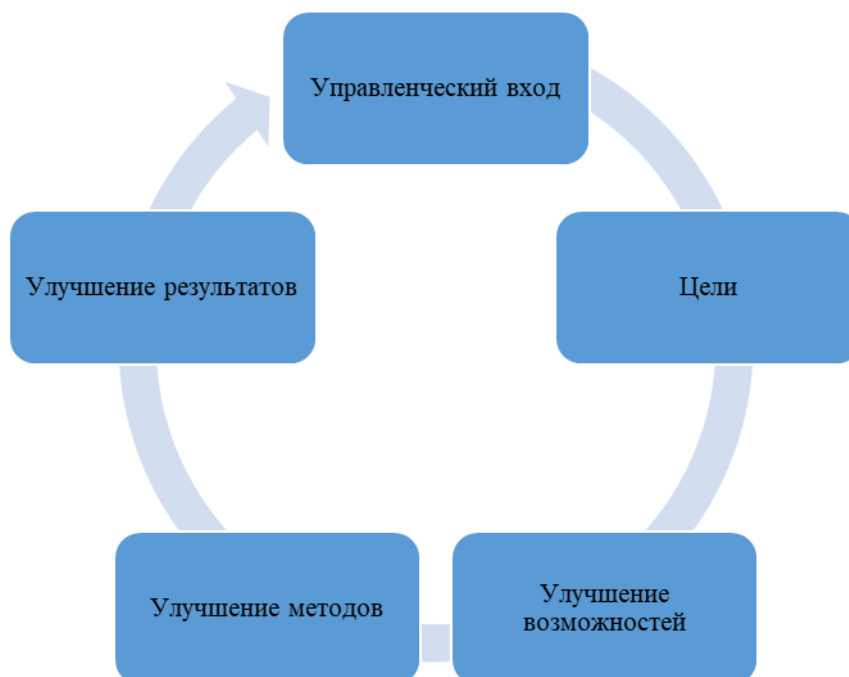 Управленческий вход
Цели
Улучшение
возможностей
Улучшение методов
Улучшение результатов